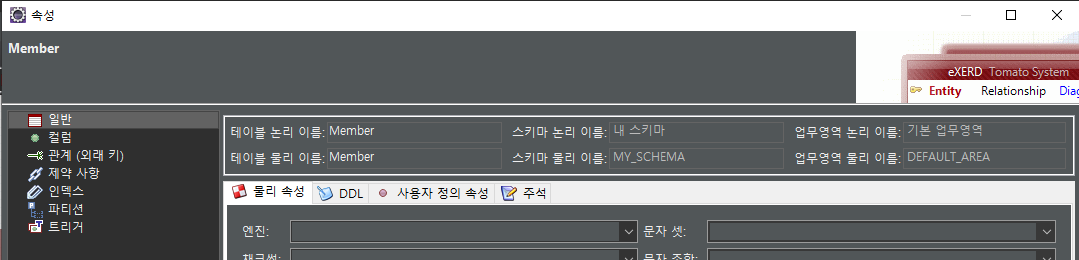 속성
Member
eXERD Tomato System
Entity Relationship
일반
컬럼
관계 (외래 키)
제약 사항
인덱스
파티션
트리거
테이블 논리 이름: Member 스키마 논리 이름: 내 스키마 업무영역 논리 이름: 기본 업무영역
테이블 물리 이름: Member 스키마 물리 이름: MY_SCHEMA 업무영역 물리 이름: DEFAULT_AREA
물리 속성 DDL 사용자 정의 속성 주석
엔진: 문자 셋: